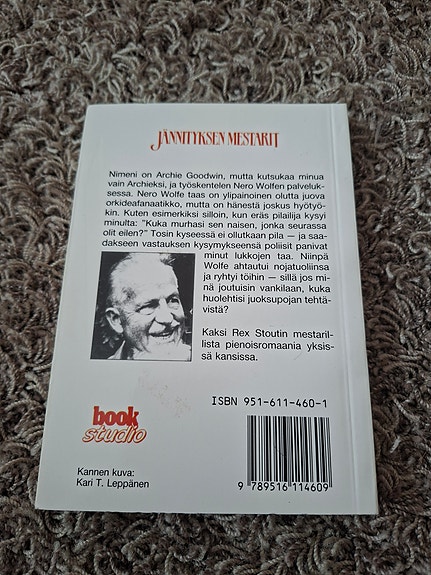 JÄNNITYKSEN MESTARIT
Nimeni on Archie Goodwin, mutta kutsukaa minua
vain Archieksi, ja työskentelen Nero Wolfen palveluk-
sessa. Nero Wolfe taas on ylipainoinen olutta juova
orkideafanaatikko, mutta on hänestä joskus hyötyö-
kin. Kuten esimerkiksi silloin, kun eräs pilailija kysyi
minulta: "Kuka murhasi sen naisen, jonka seurassa
olit eilen?" Tosin kyseessä ei ollutkaan pila — ja saa-
dakseen vastauksen kysymykseensä poliisit panivat
minut lukkojen taa. Niinpä
Wolfe ahtautui nojatuoliinsa
ja ryhtyi töihin — sillä jos mi-
nä joutuisin vankilaan, kuka
huolehtisi juoksupojan tehtä-
vistä?
Kaksi Rex Stoutin mestaril-
lista pienoisromaania yksis-
sä kansissa.
ISBN 951-611-460-1
book
studio
Kannen kuva:
Kari T. Leppänen
9 789516 114609